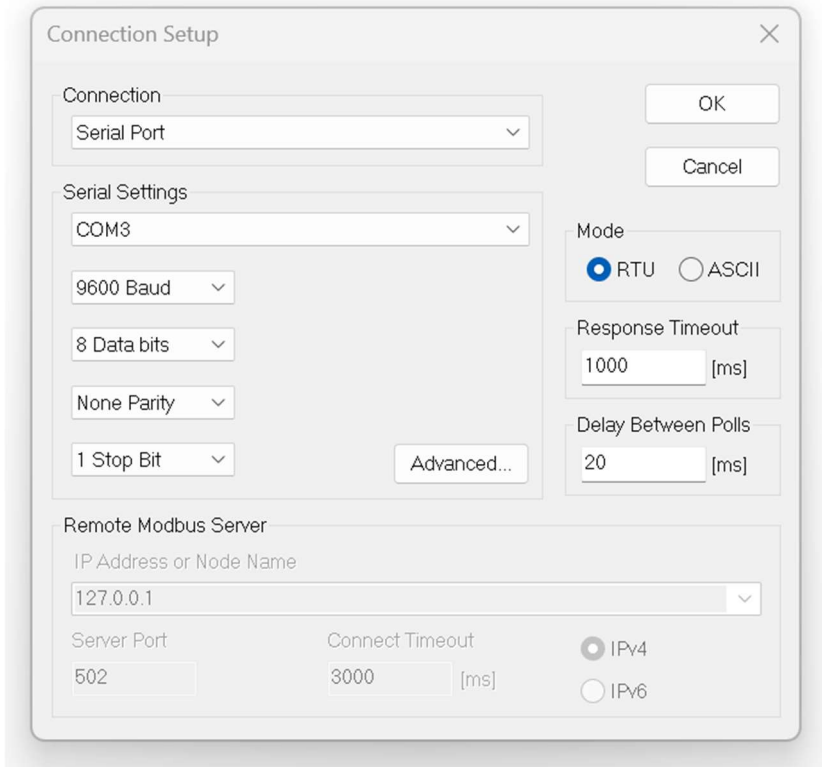 Connection Setup
Connection
OK
Serial Port
Cancel
Serial Settings
COM3
Mode
RTU ASCII
9600 Baud
Response Timeout
8 Data bits
1000 [ms]
None Parity
Delay Between Polls
1 Stop Bit
Advanced...
20 [ms]
Remote Modbus Server
IP Address or Node Name
127.0.0.1
Server Port Connect Timeout
IPv4
502 3000 [ms]
IPv6